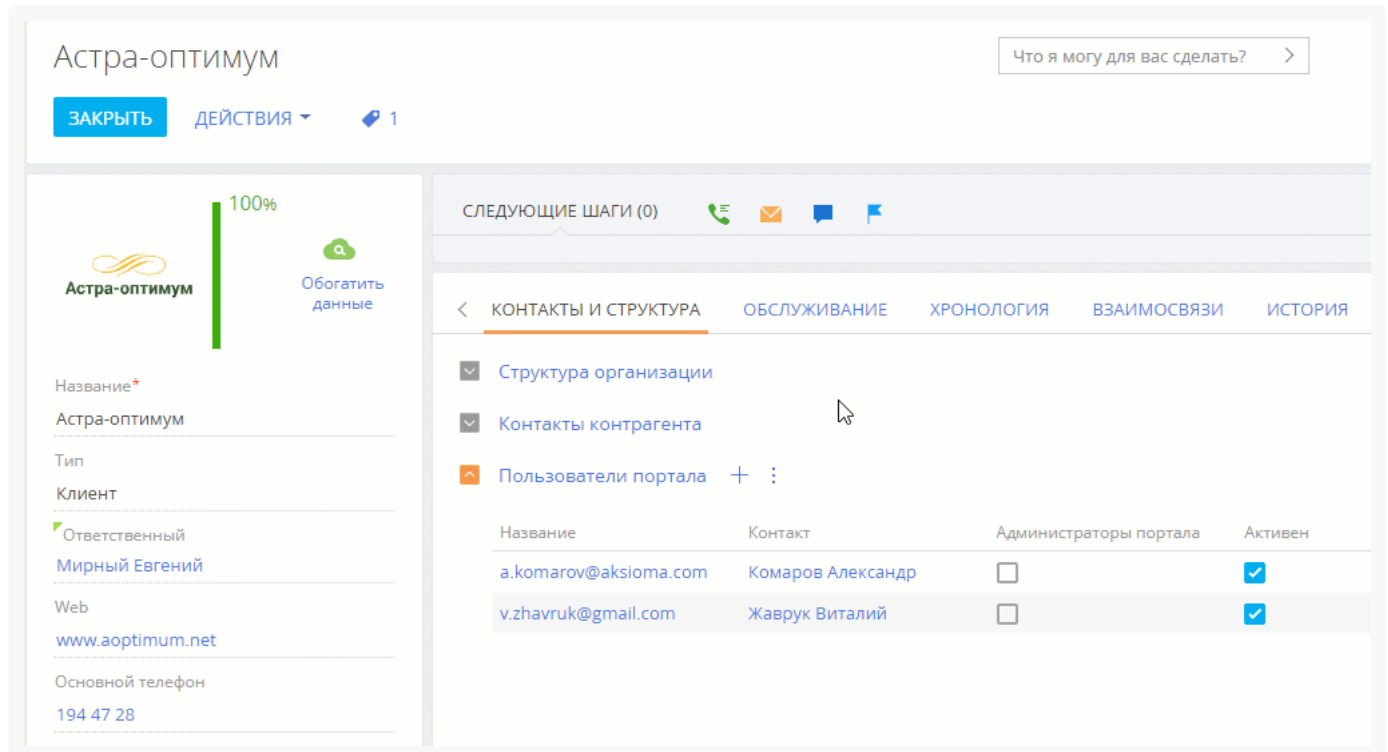 Астра-оптимум
Что я могу для вас сделать?
ЗАКРЫТЬ ДЕЙСТВИЯ 1
100%
Астра-оптимум
Обогатить
данные
Название*
Астра-оптимум
Тип
Клиент
Ответственный
Мирный Евгений
Web
www.aoptimum.net
Основной телефон
194 47 28
СЛЕДУЮЩИЕ ШАГИ (0)
КОНТАКТЫ И СТРУКТУРА ОБСЛУЖИВАНИЕ ХРОНОЛОГИЯ ВЗАИМОСВЯЗИ ИСТОРИЯ
Структура организации
Контакты контрагента
Пользователи портала
Название Контакт Администраторы портала Активен
a.komarov@aksioma.com Комаров Александр
v.zhavruk@gmail.com Жаврук Виталий